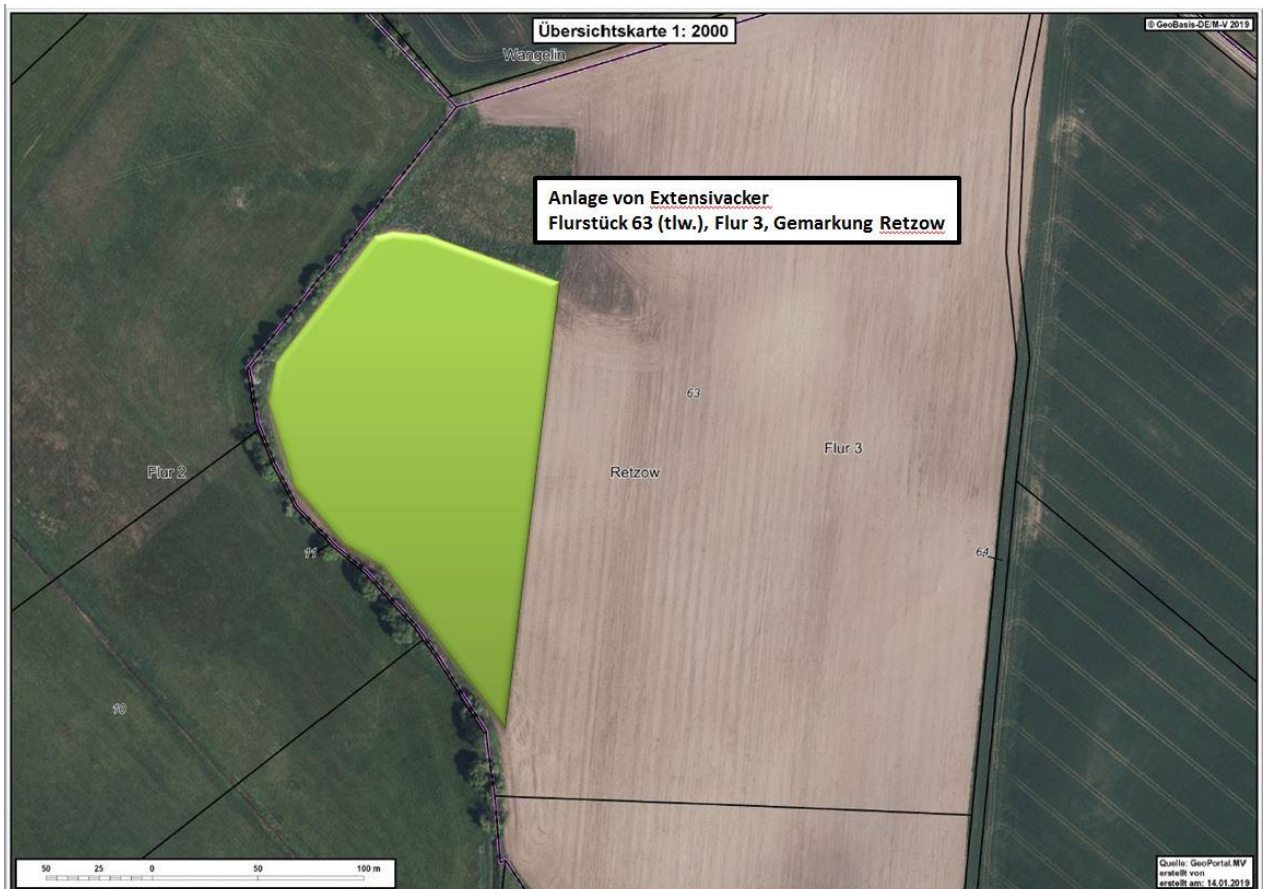 Übersichtskarte 1: 2000
© GeoBasis-DE/M-V 2019
Wangelin
Anlage von Extensivacker
Flurstück 63 (tlw.), Flur 3, Gemarkung Retzow
63
Flur 3
Flur 2
Retzow
11
64
10
50 25 0 50 100 m
Quelle: GeoPortal.MV
erstellt von
erstellt am: 14.01.2019